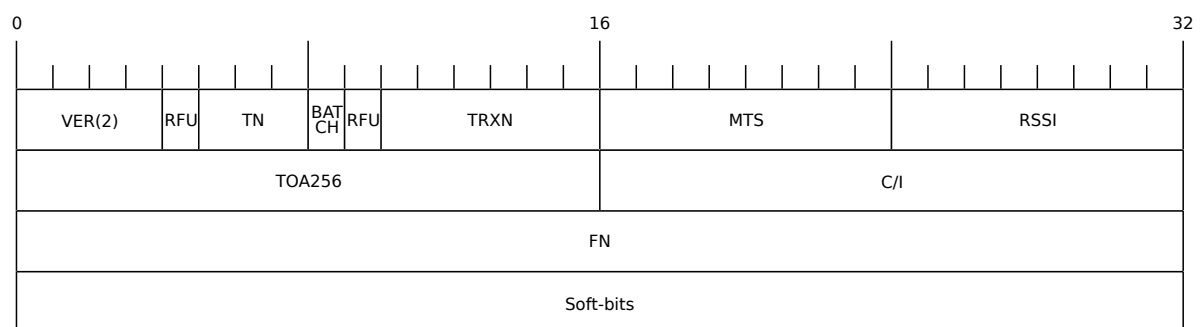 0 16 32
VER(2) RFU TN BAT CH RFU TRXN MTS RSSI
TOA256 C/I
FN
Soft-bits